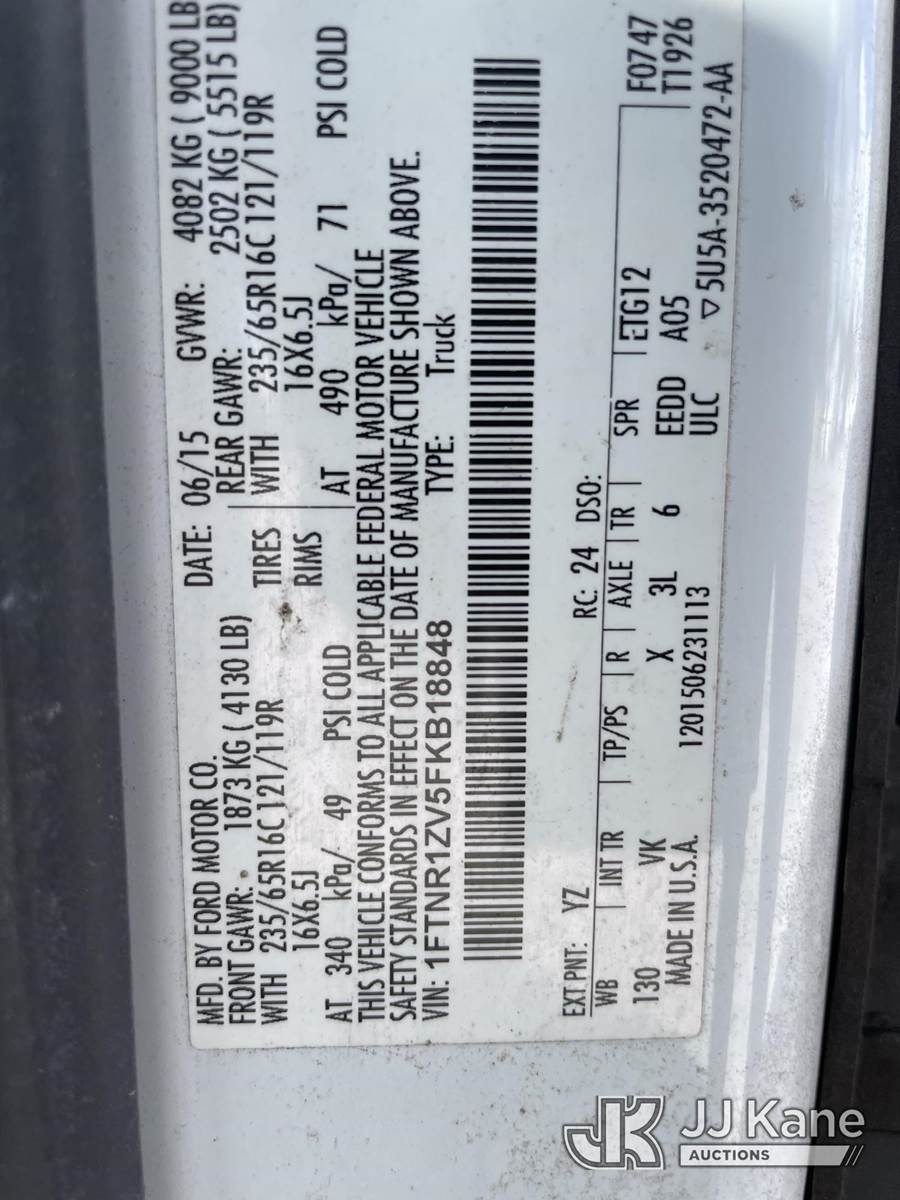 MFD. BY FORD MOTOR CO. DATE: 06/15 GVWR: 4082 KG ( 9000 LB
FRONT GAWR: 1873 KG ( 4130 LB) REAR GAWR: 2502 KG ( 5515 LB)
WITH 235/65R16C 121/119R TIRES WITH 235/65R16C 121/119R
16X6.5J RIMS 16X6.5J
AT 340 kPa/ 49 PSI COLD AT 490 kPa/ 71 PSI COLD
THIS VEHICLE CONFORMS TO ALL APPLICABLE FEDERAL MOTOR VEHICLE
SAFETY STANDARDS IN EFFECT ON THE DATE OF MANUFACTURE SHOWN ABOVE.
VIN: 1FTNR1ZV5FKB18848 TYPE: Truck
EXT PNT: YZ RC: 24 DSO: F0747
WB INT TR TP/PS R AXLE TR SPR ETG12 T1926
130 VK X 3L 6 EEDD A05
MADE IN U.S.A. 1201506231113 ULC ▽5U5A-3520472-AA
JK JJ Kane
AUCTIONS